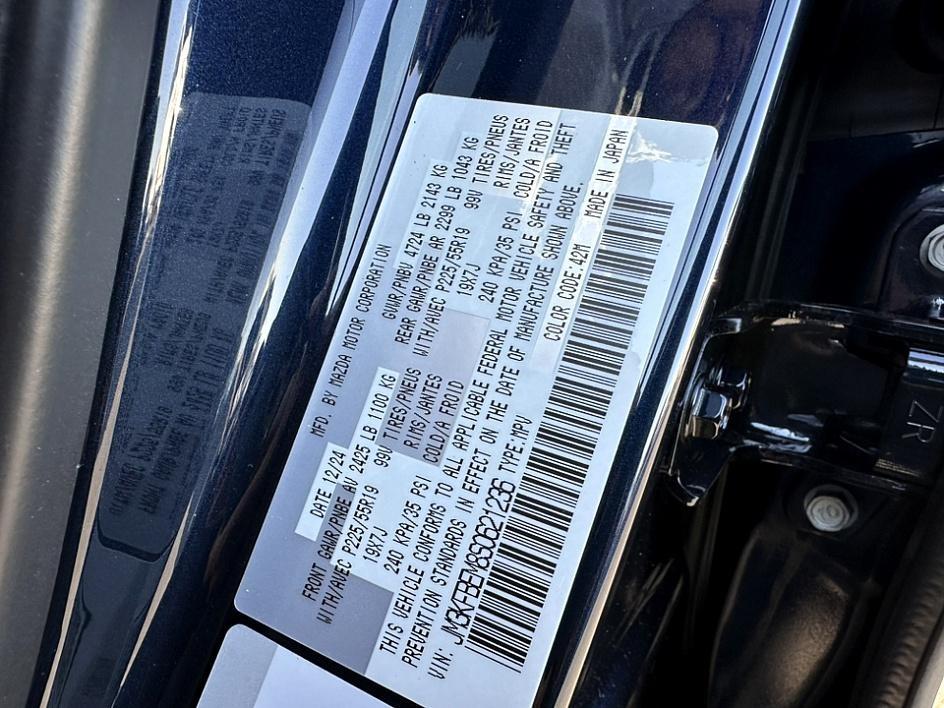 MFD. BY MAZDA MOTOR CORPORATION
DATE 12/24 GVWR/PNBV 4724 LB 2143 KG
FRONT GAWR/PNBE AV 2425 LB 1100 KG REAR GAWR/PNBE AR 2299 LB 1043 KG
WITH/AVEC P225/55R19 99V TIRES/PNEUS WITH/AVEC P225/55R19 99V TIRES/PNEUS
19X7J RIMS/JANTES 19X7J RIMS/JANTES
240 KPA/35 PSI COLD/A FROID 240 KPA/35 PSI COLD/A FROID
THIS VEHICLE CONFORMS TO ALL APPLICABLE FEDERAL MOTOR VEHICLE SAFETY AND THEFT
PREVENTION STANDARDS IN EFFECT ON THE DATE OF MANUFACTURE SHOWN ABOVE.
VIN: JM3KFBEM8S0621236 TYPE:MPV COLOR CODE:42M MADE IN JAPAN
ZR